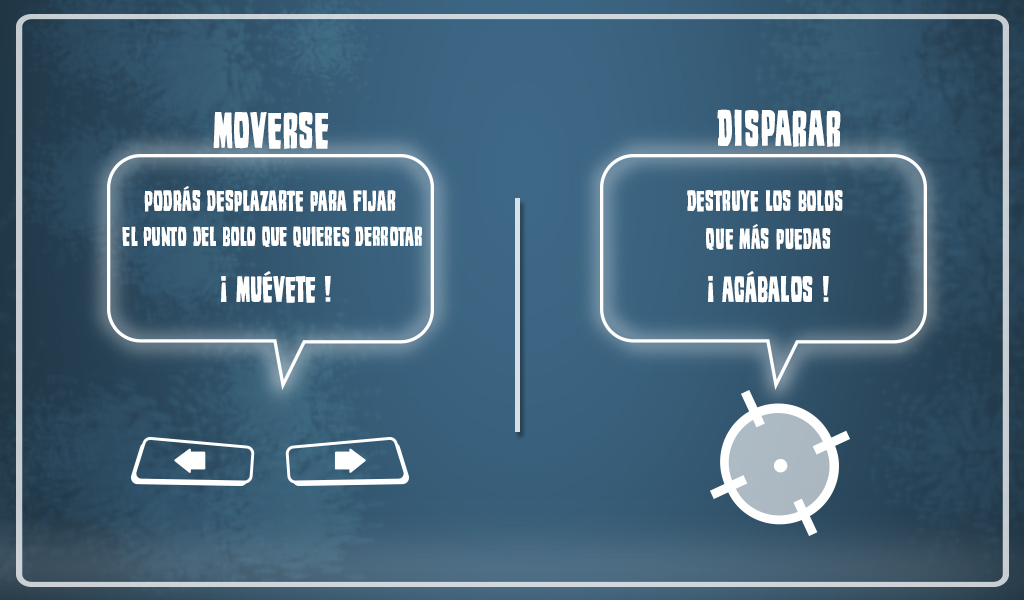 MOVERSE
PODRÁS DESPLAZARTE PARA FIJAR
EL PUNTO DEL BOLO QUE QUIERES DERROTAR
¡ MUÉVETE !
DISPARAR
DESTRUYE LOS BOLOS
QUE MÁS PUEDAS
¡ ACÁBALOS !